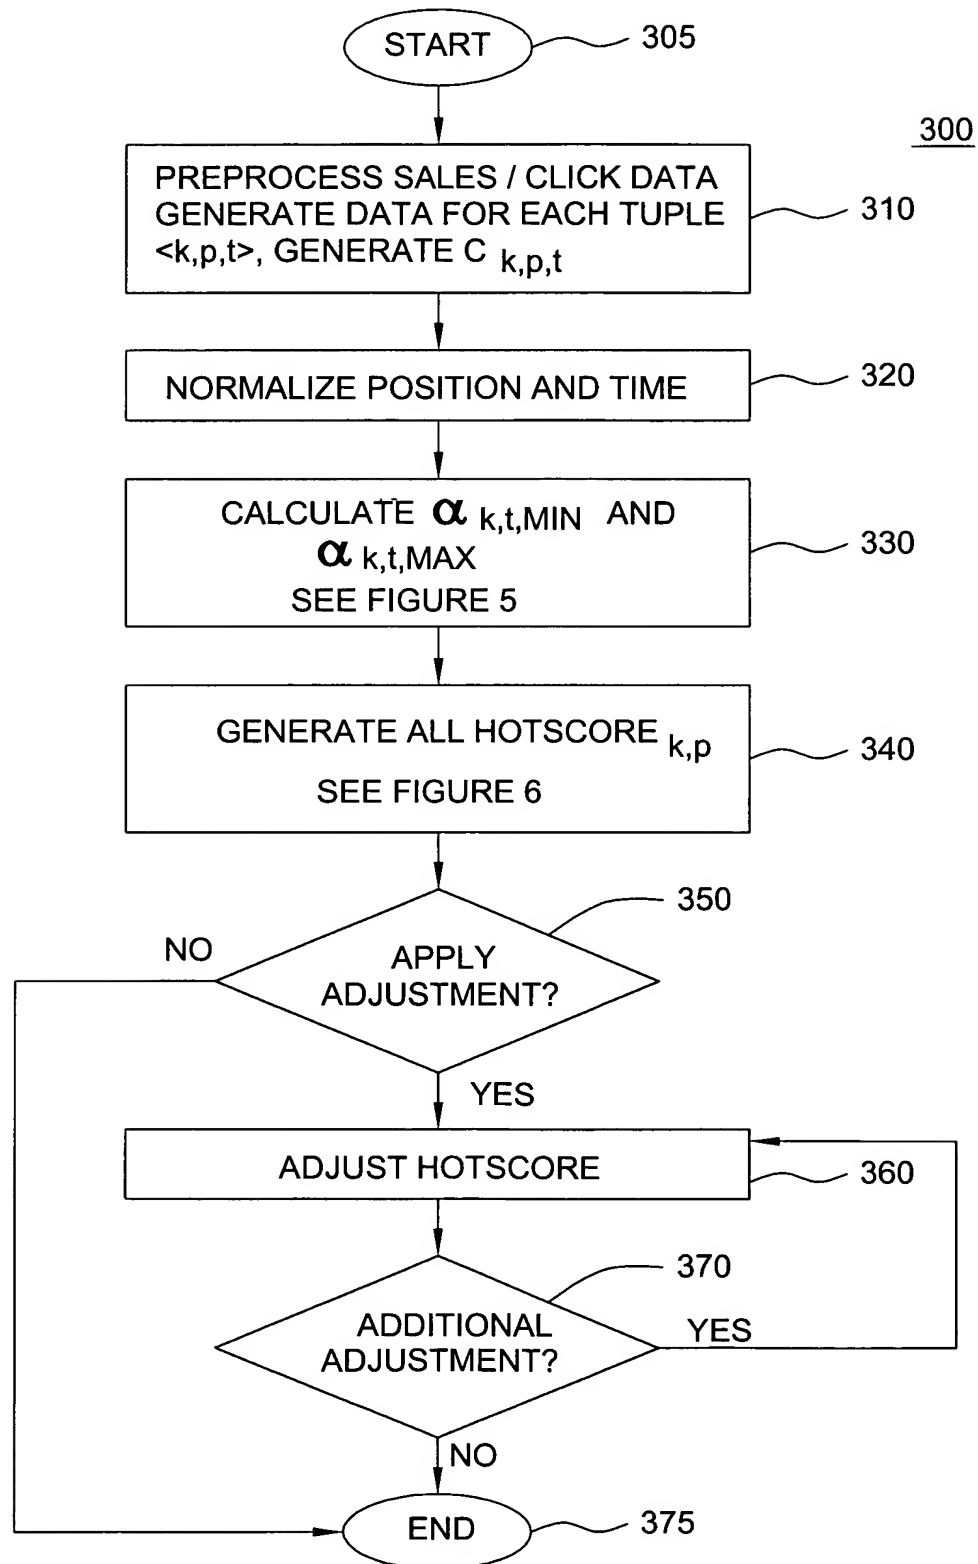 START
305
300
PREPROCESS SALES / CLICK DATA
GENERATE DATA FOR EACH TUPLE
<k,p,t>, GENERATE C k,p,t
310
NORMALIZE POSITION AND TIME
320
CALCULATE α k,t,MIN AND
α k,t,MAX
SEE FIGURE 5
330
GENERATE ALL HOTSCORE k,p
SEE FIGURE 6
340
350
NO
APPLY
ADJUSTMENT?
YES
ADJUST HOTSCORE
360
370
ADDITIONAL
ADJUSTMENT?
YES
NO
END
375